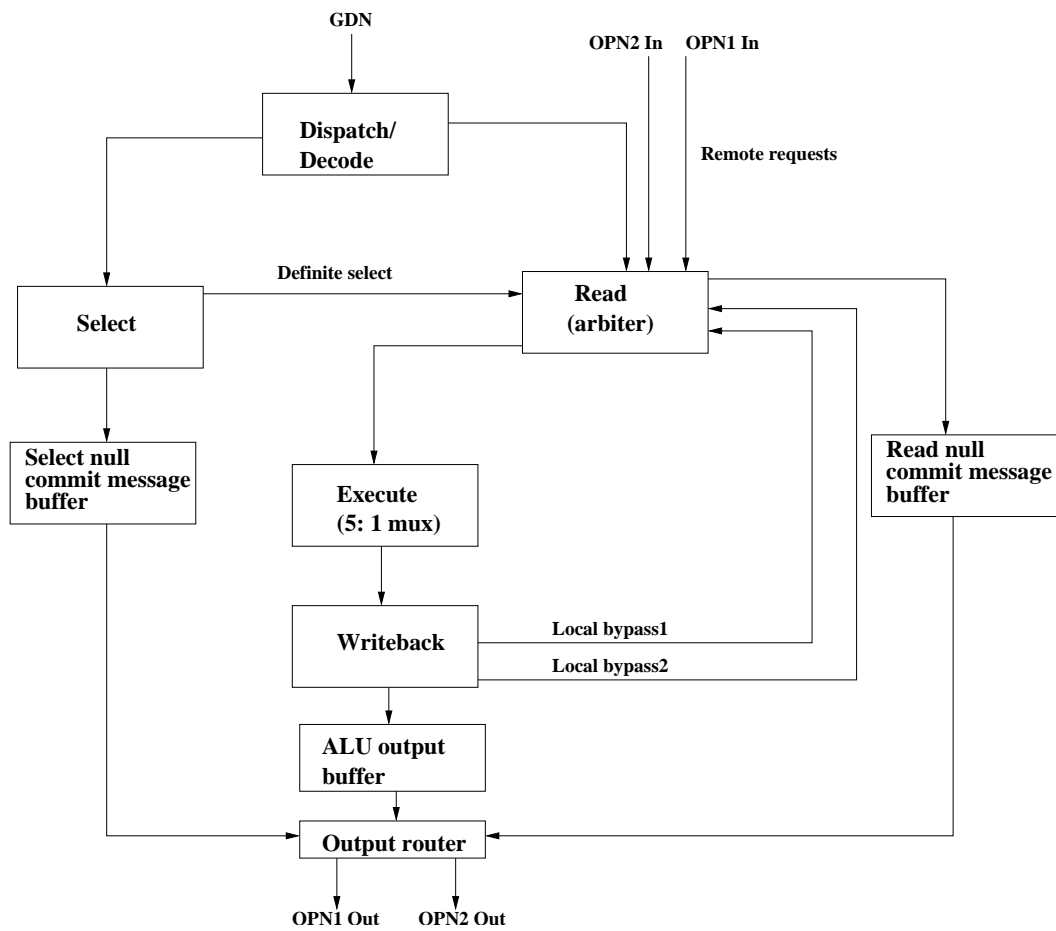 GDN
OPN2 In
OPN1 In
Dispatch/
Decode
Remote requests
Definite select
Select
Read
(arbiter)
Select null
commit message
buffer
Execute
(5: 1 mux)
Read null
commit message
buffer
Writeback
Local bypass1
Local bypass2
ALU output
buffer
Output router
OPN1 Out
OPN2 Out